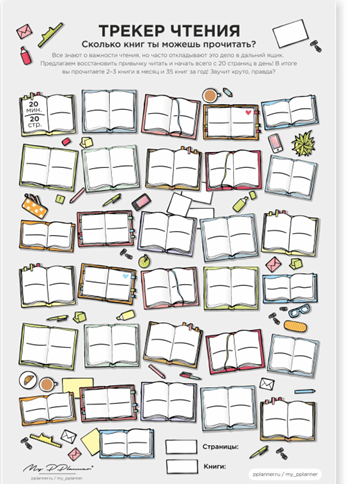 ТРЕКЕР ЧТЕНИЯ
Сколько книг ты можешь прочитать?
Все знают о важности чтения, но часто откладывают это дело в дальний ящик.
Предлагаем восстановить привычку читать и начать всего с 20 страниц в день! В итоге
вы прочитаете 2-3 книги в месяц и 35 книг за год! Звучит круто, правда?
20
мин.
20
стр.
Страницы:
Книги:
My PPlanner
pplanner.ru / my_pplanner
pplanner.ru / my_pplanner